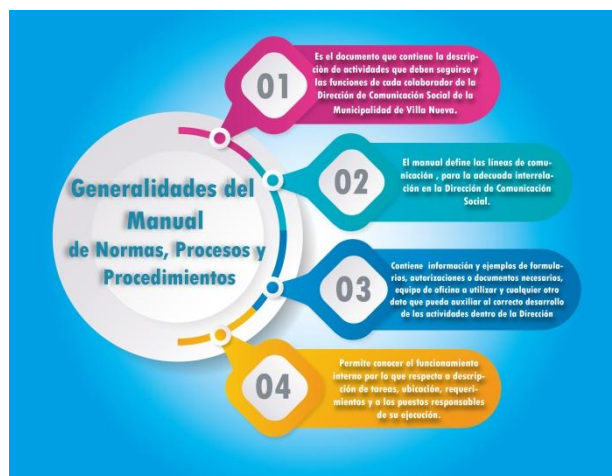 Generalidades del
Manual
de Normas, Procesos y
Procedimientos
01
Es el documento que contiene la descrip-
ciòn de actividades que deben seguirse y
las funciones de cada colaborador de la
Dirección de Comunicación Social de la
Municipalidad de Villa Nueva.
02
El manual define las líneas de comu-
nicación , para la adecuada interrela-
ción en la Dirección de Comunicación
Social.
03
Contiene información y ejemplos de formula-
rios, autorizaciones o documentos necesarios,
equipo de oficina a utilizar y cualquier otro
dato que pueda auxiliar al correcto desarrollo
de las actividades dentro de la Dirección
04
Permite conocer el funcionamiento
interno por lo que respecta a descrip-
ción de tareas, ubicación, requeri-
mientos y a los puestos responsables
de su ejecución.